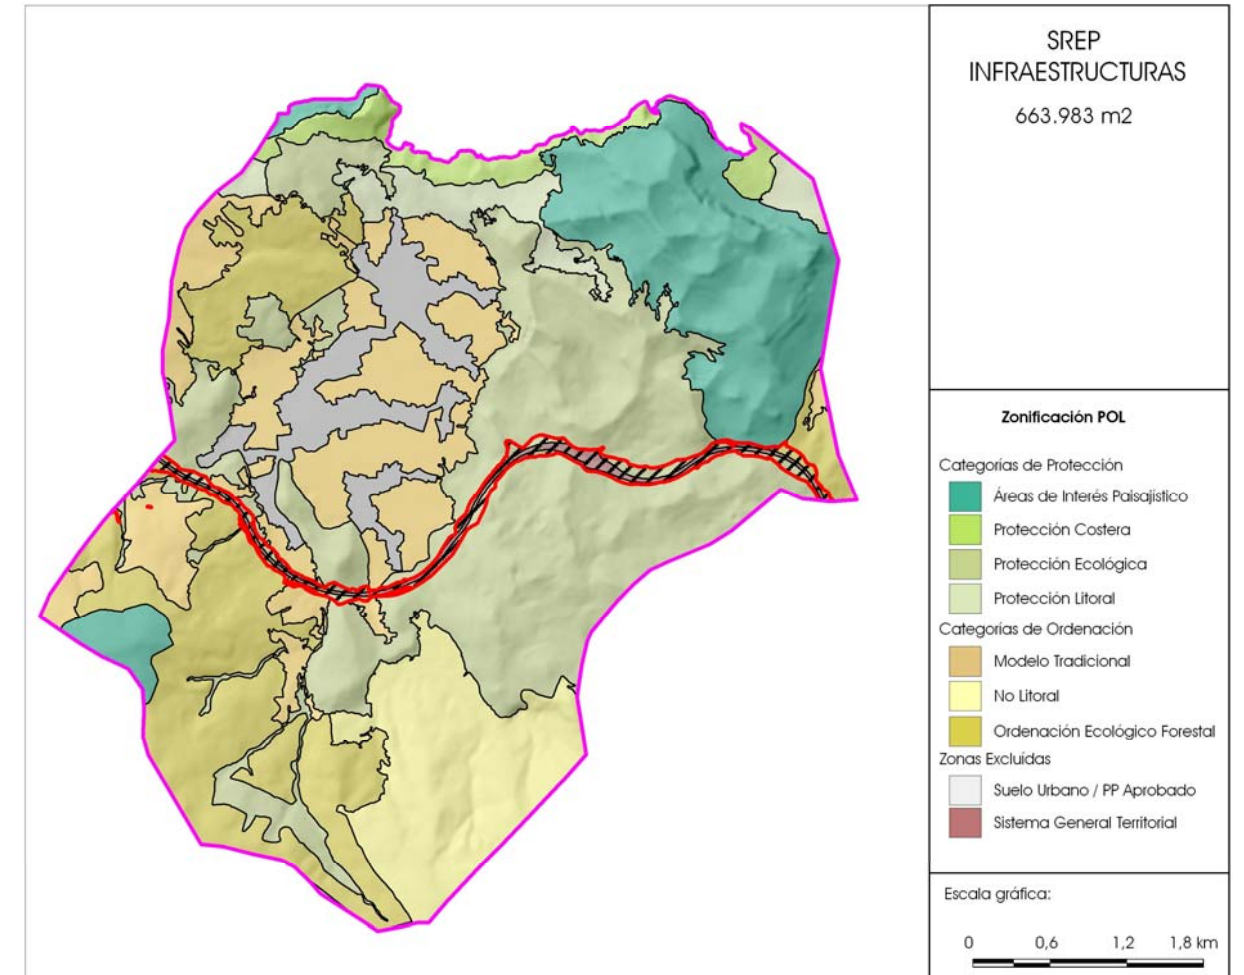 SREP
INFRAESTRUCTURAS
663.983 m2
Zonificación POL
Categorías de Protección
Áreas de Interés Paisajístico
Protección Costera
Protección Ecológica
Protección Litoral
Categorías de Ordenación
Modelo Tradicional
No Litoral
Ordenación Ecológico Forestal
Zonas Excluídas
Suelo Urbano / PP Aprobado
Sistema General Territorial
Escala gráfica:
0 0,6 1,2 1,8 km